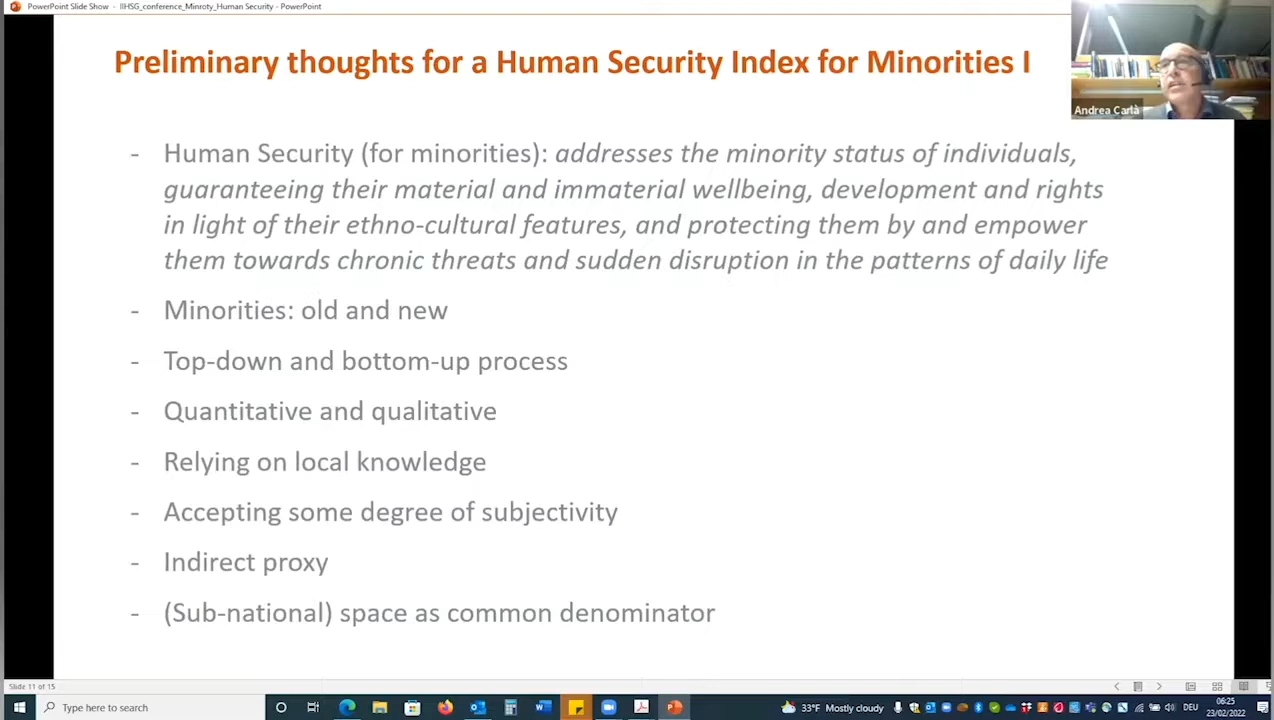 PowerPoint Slide Show - IIHSG_conference_Minroty_Human Security - PowerPoint
Preliminary thoughts for a Human Security Index for Minorities I
Andrea Carlà
- Human Security (for minorities): addresses the minority status of individuals,
guaranteeing their material and immaterial wellbeing, development and rights
in light of their ethno-cultural features, and protecting them by and empower
them towards chronic threats and sudden disruption in the patterns of daily life
- Minorities: old and new
- Top-down and bottom-up process
- Quantitative and qualitative
- Relying on local knowledge
- Accepting some degree of subjectivity
- Indirect proxy
- (Sub-national) space as common denominator
Slide 11 of 15
Type here to search
33°F Mostly cloudy
DEU
06:25
23/02/2022